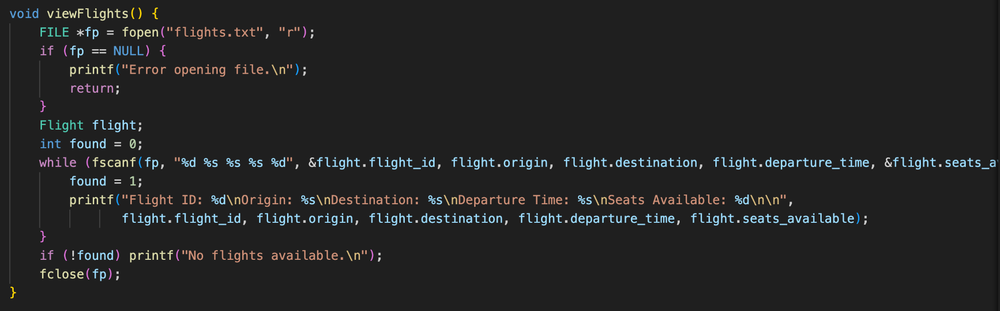 void viewFlights() {
    FILE *fp = fopen("flights.txt", "r");
    if (fp == NULL) {
        printf("Error opening file.\n");
        return;
    }
    Flight flight;
    int found = 0;
    while (fscanf(fp, "%d %s %s %s %d", &flight.flight_id, flight.origin, flight.destination, flight.departure_time, &flight.seats_a
        found = 1;
        printf("Flight ID: %d\nOrigin: %s\nDestination: %s\nDeparture Time: %s\nSeats Available: %d\n\n",
               flight.flight_id, flight.origin, flight.destination, flight.departure_time, flight.seats_available);
    }
    if (!found) printf("No flights available.\n");
    fclose(fp);
}